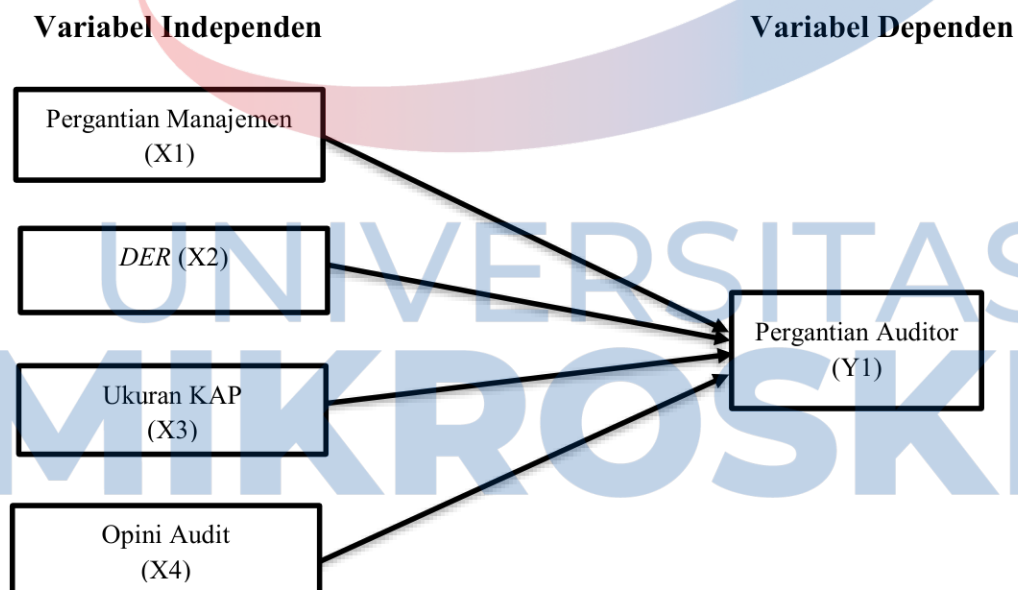 Variabel Independen
Variabel Dependen
Pergantian Manajemen
(X1)
DER (X2)
Ukuran KAP
(X3)
Opini Audit
(X4)
Pergantian Auditor
(Y1)
UNIVERSITAS
MIKROSK